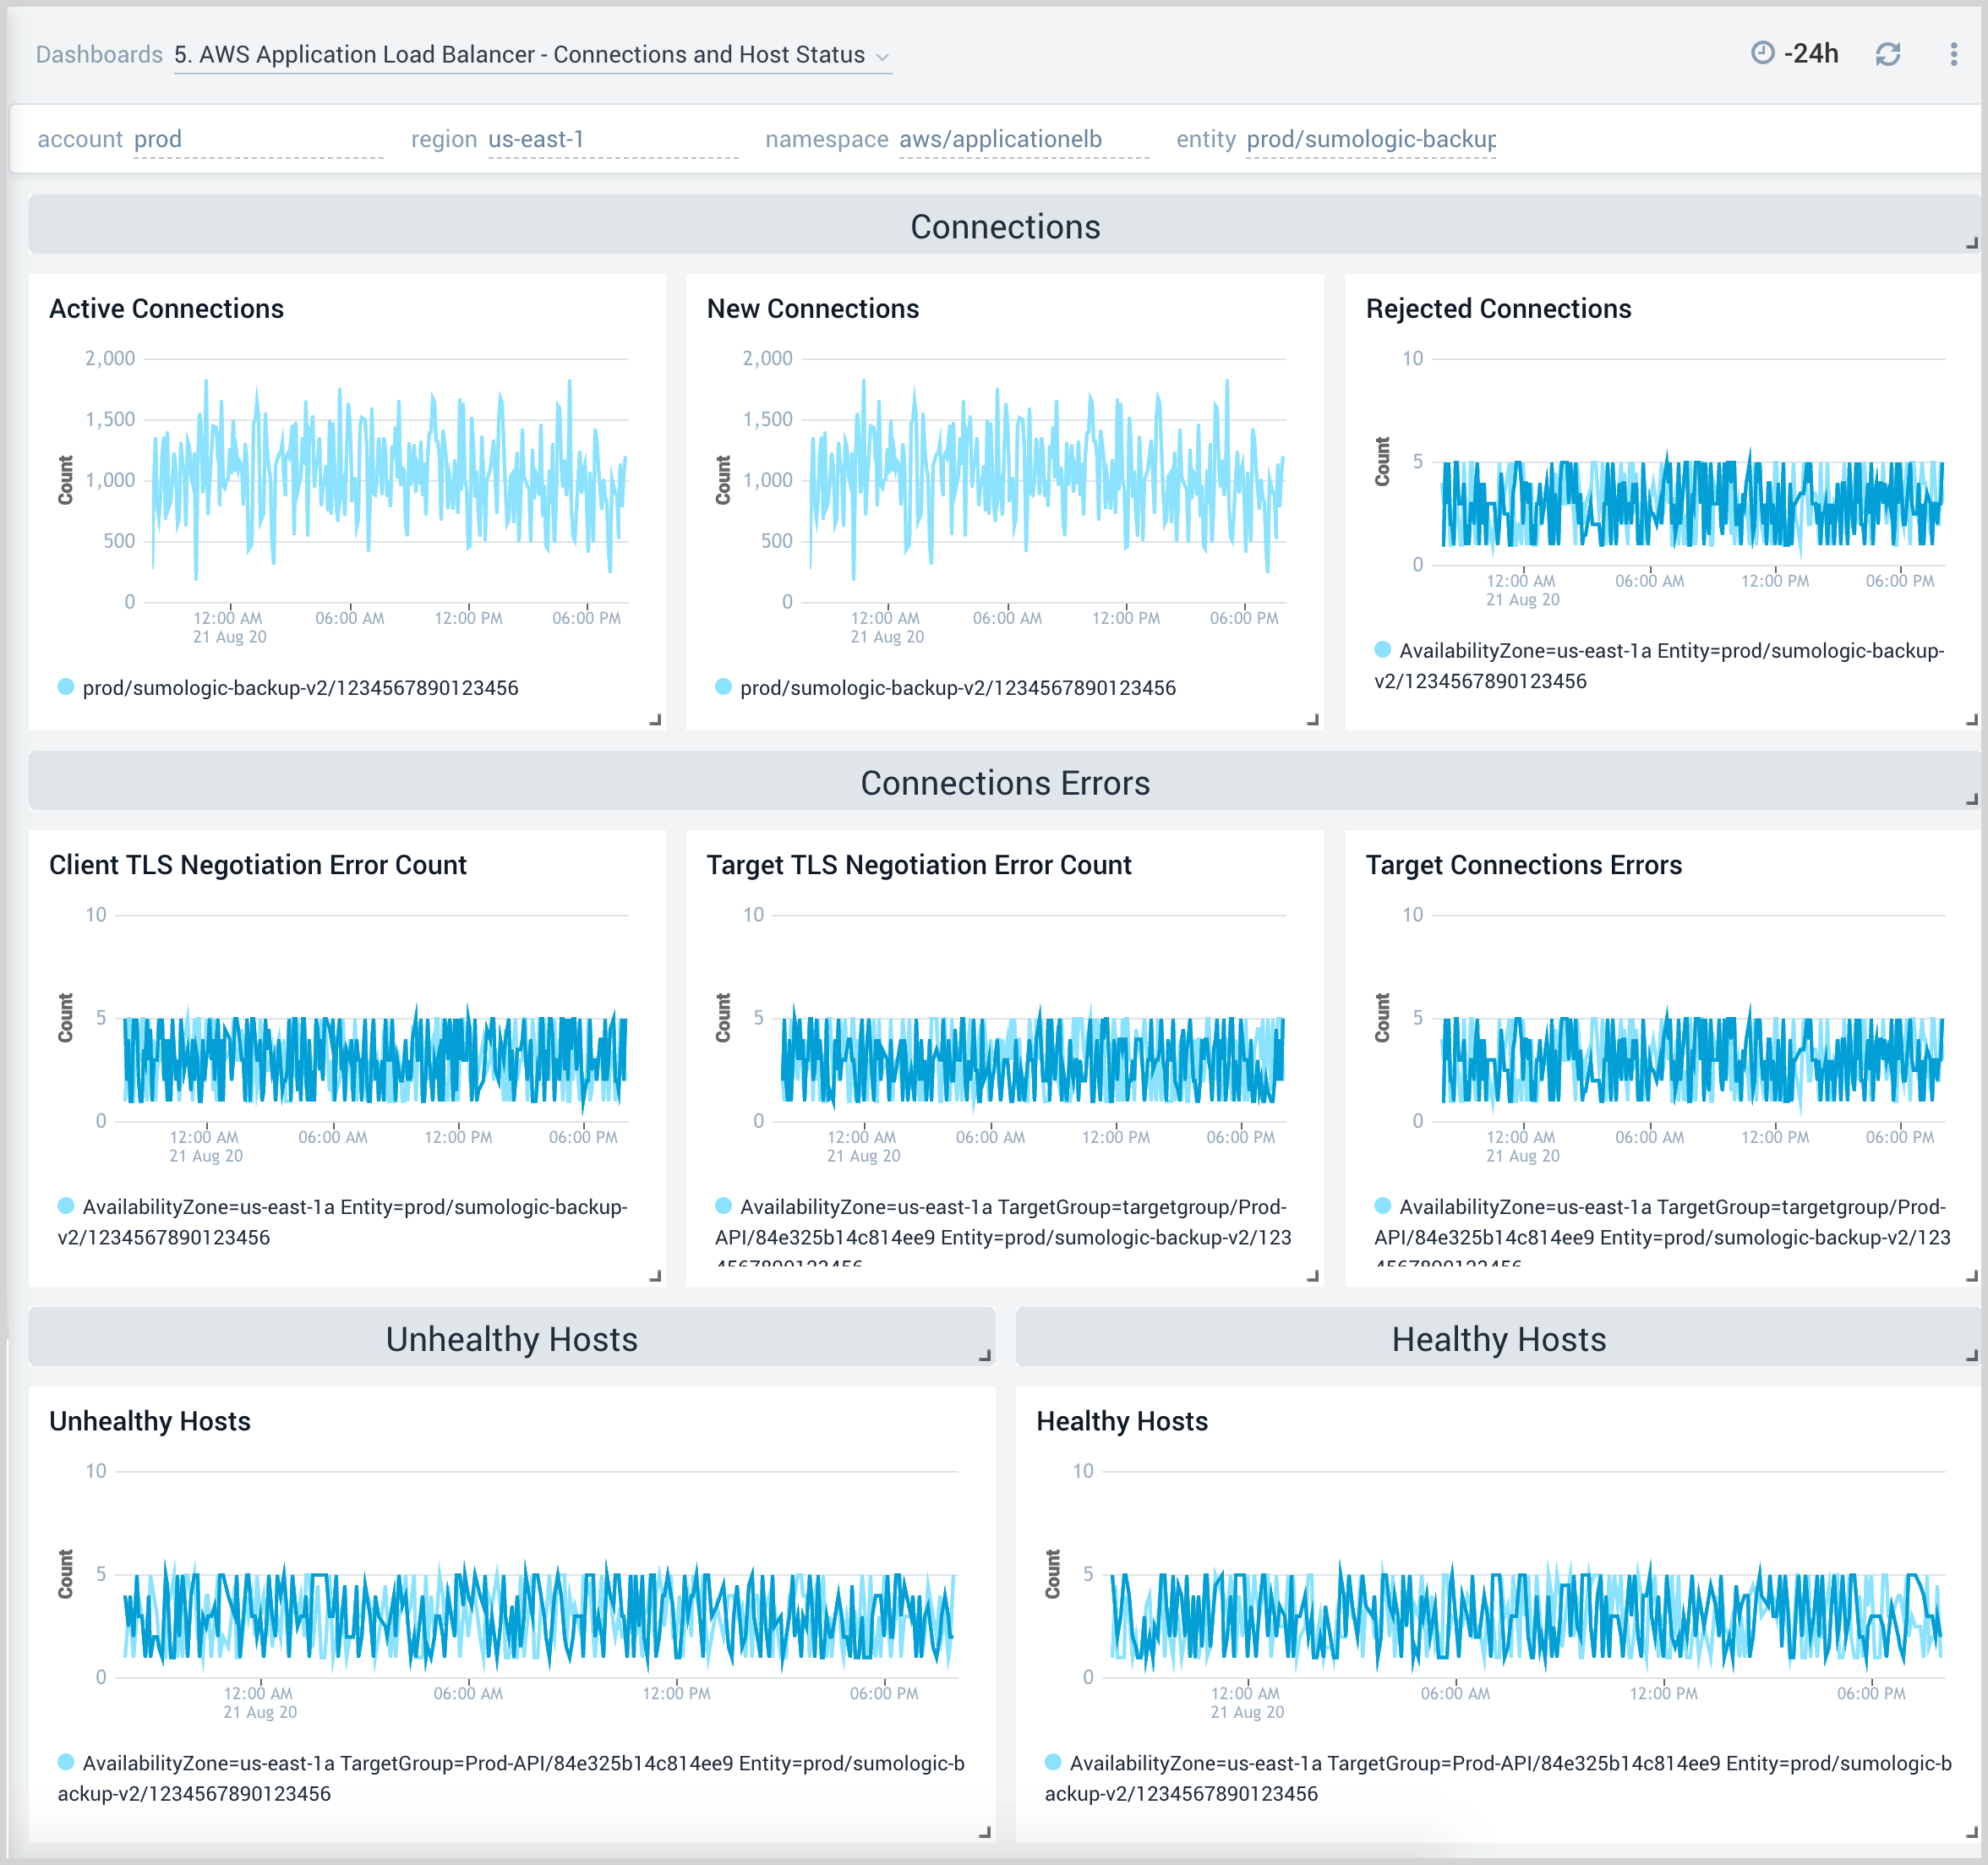 Dashboards 5. AWS Application Load Balancer - Connections and Host Status
-24h
account prod region us-east-1 namespace aws/applicationelb entity prod/sumologic-backup
Connections
Active Connections
2,000
1,500
1,000
500
0
Count
12:00 AM 06:00 AM 12:00 PM 06:00 PM
21 Aug 20
prod/sumologic-backup-v2/1234567890123456
New Connections
2,000
1,500
1,000
500
0
Count
12:00 AM 06:00 AM 12:00 PM 06:00 PM
21 Aug 20
prod/sumologic-backup-v2/1234567890123456
Rejected Connections
10
5
0
Count
12:00 AM 06:00 AM 12:00 PM 06:00 PM
21 Aug 20
AvailabilityZone=us-east-1a Entity=prod/sumologic-backup-
v2/1234567890123456
Connections Errors
Client TLS Negotiation Error Count
10
5
0
Count
12:00 AM 06:00 AM 12:00 PM 06:00 PM
21 Aug 20
AvailabilityZone=us-east-1a Entity=prod/sumologic-backup-
v2/1234567890123456
Target TLS Negotiation Error Count
10
5
0
Count
12:00 AM 06:00 AM 12:00 PM 06:00 PM
21 Aug 20
AvailabilityZone=us-east-1a TargetGroup=targetgroup/Prod-
API/84e325b14c814ee9 Entity=prod/sumologic-backup-v2/123
4567890123456
Target Connections Errors
10
5
0
Count
12:00 AM 06:00 AM 12:00 PM 06:00 PM
21 Aug 20
AvailabilityZone=us-east-1a TargetGroup=targetgroup/Prod-
API/84e325b14c814ee9 Entity=prod/sumologic-backup-v2/123
4567890123456
Unhealthy Hosts
Healthy Hosts
Unhealthy Hosts
10
5
0
Count
12:00 AM 06:00 AM 12:00 PM 06:00 PM
21 Aug 20
AvailabilityZone=us-east-1a TargetGroup=Prod-API/84e325b14c814ee9 Entity=prod/sumologic-b
ackup-v2/1234567890123456
Healthy Hosts
10
5
0
Count
12:00 AM 06:00 AM 12:00 PM 06:00 PM
21 Aug 20
AvailabilityZone=us-east-1a TargetGroup=Prod-API/84e325b14c814ee9 Entity=prod/sumologic-b
ackup-v2/1234567890123456